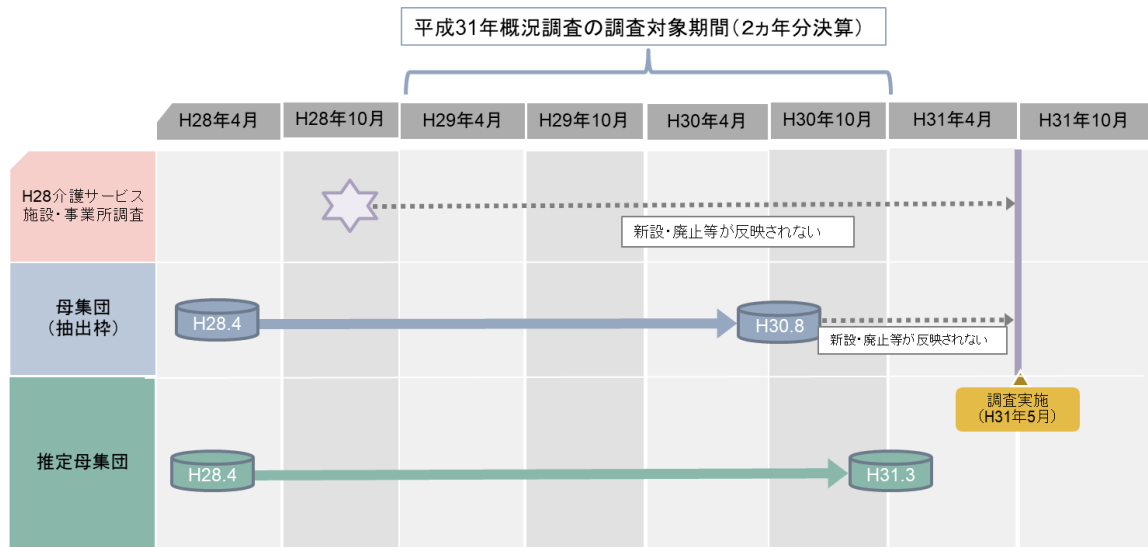 平成31年概況調査の調査対象期間(2ヵ年分決算)
H28年4月
H28年10月
H29年4月
H29年10月
H30年4月
H30年10月
H31年4月
H31年10月
H28介護サービス
施設・事業所調査
新設・廃止等が反映されない
母集団
(抽出枠)
H28.4
H30.8
新設・廃止等が反映されない
調査実施
(H31年5月)
推定母集団
H28.4
H31.3